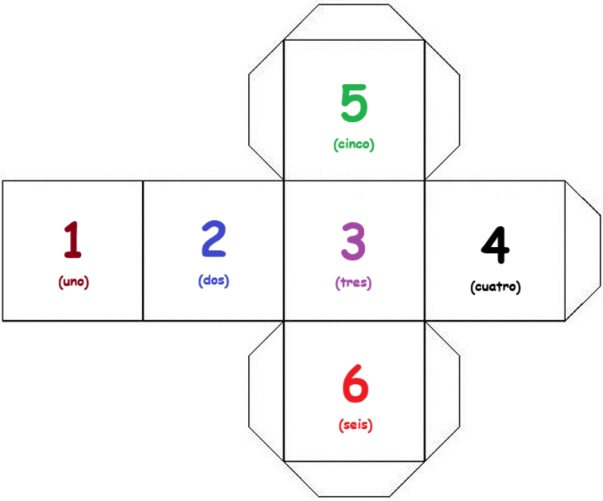 5
(cinco)
1
(uno)
2
(dos)
3
(tres)
4
(cuatro)
6
(seis)